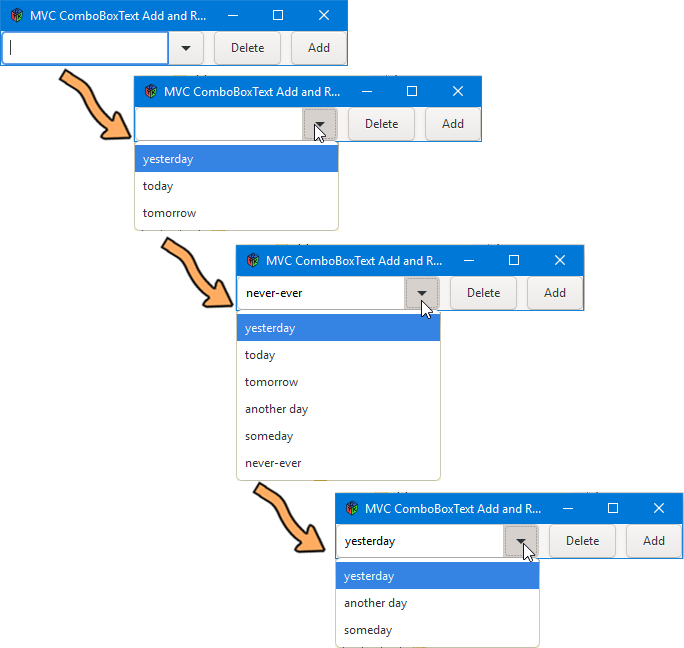 MVC ComboBoxText Add and R...
Delete
Add
MVC ComboBoxText Add and R...
Delete
Add
yesterday
today
tomorrow
MVC ComboBoxText Add and R...
never-ever
Delete
Add
yesterday
today
tomorrow
another day
someday
never-ever
MVC ComboBoxText Add and R...
yesterday
Delete
Add
yesterday
another day
someday